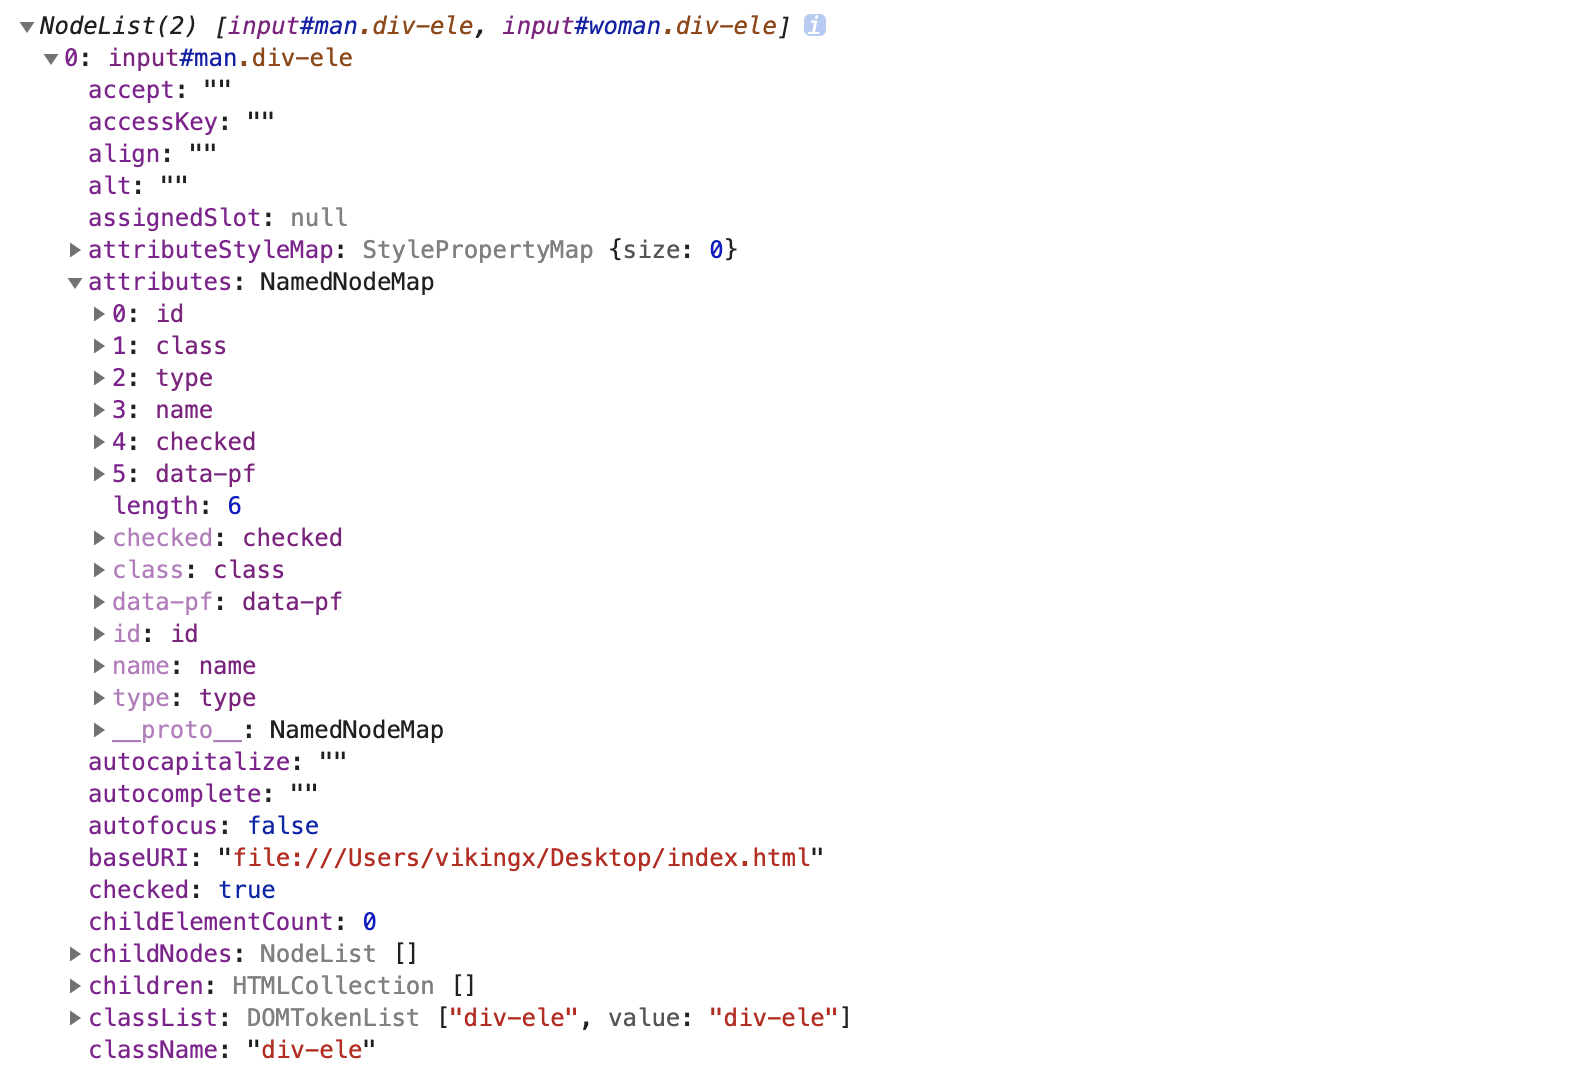 NodeList(2) [input#man.div-ele, input#woman.div-ele] i
0: input#man.div-ele
accept: ""
accessKey: ""
align: ""
alt: ""
assignedSlot: null
attributeStyleMap: StylePropertyMap {size: 0}
attributes: NamedNodeMap
0: id
1: class
2: type
3: name
4: checked
5: data-pf
length: 6
checked: checked
class: class
data-pf: data-pf
id: id
name: name
type: type
__proto__: NamedNodeMap
autocapitalize: ""
autocomplete: ""
autofocus: false
baseURI: "file:///Users/vikingx/Desktop/index.html"
checked: true
childElementCount: 0
childNodes: NodeList []
children: HTMLCollection []
classList: DOMTokenList ["div-ele", value: "div-ele"]
className: "div-ele"